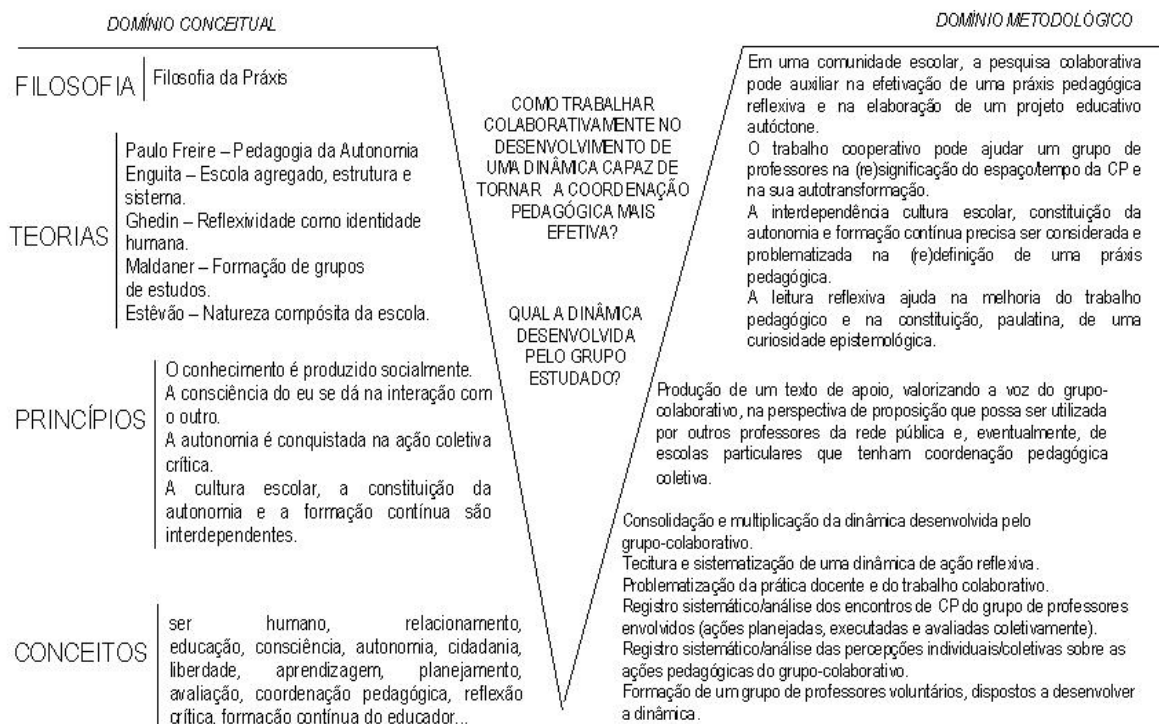 DOMÍNIO CONCEITUAL
FILOSOFIA
Filosofia da Práxis
TEORIAS
Paulo Freire – Pedagogia da Autonomia
Enguita – Escola agregado, estrutura e
sistema.
Ghedin – Reflexividade como identidade
humana.
Maldaner – Formação de grupos
de estudos.
Estêvão – Natureza compósita da escola.
PRINCÍPIOS
O conhecimento é produzido socialmente.
A consciência do eu se dá na interação com
o outro.
A autonomia é conquistada na ação coletiva
crítica.
A cultura escolar, a constituição da
autonomia e a formação contínua são
interdependentes.
CONCEITOS
ser humano, relacionamento,
educação, consciência, autonomia, cidadania,
liberdade, aprendizagem, planejamento,
avaliação, coordenação pedagógica, reflexão
crítica, formação contínua do educador...
COMO TRABALHAR
COLABORATIVAMENTE NO
DESENVOLVIMENTO DE
UMA DINÂMICA CAPAZ DE
TORNAR A COORDENAÇÃO
PEDAGÓGICA MAIS
EFETIVA?
QUAL A DINÂMICA
DESENVOLVIDA
PELO GRUPO
ESTUDADO?
DOMÍNIO METODOLÓGICO
Em uma comunidade escolar, a pesquisa colaborativa
pode auxiliar na efetivação de uma práxis pedagógica
reflexiva e na elaboração de um projeto educativo
autóctone.
O trabalho cooperativo pode ajudar um grupo de
professores na (re)significação do espaço/tempo da CP e
na sua autotransformação.
A interdependência cultura escolar, constituição da
autonomia e formação contínua precisa ser considerada e
problematizada na (re)definição de uma práxis
pedagógica.
A leitura reflexiva ajuda na melhoria do trabalho
pedagógico e na constituição, paulatina, de uma
curiosidade epistemológica.
Produção de um texto de apoio, valorizando a voz do grupo-
colaborativo, na perspectiva de proposição que possa ser utilizada
por outros professores da rede pública e, eventualmente, de
escolas particulares que tenham coordenação pedagógica
coletiva.
Consolidação e multiplicação da dinâmica desenvolvida pelo
grupo-colaborativo.
Tecitura e sistematização de uma dinâmica de ação reflexiva.
Problematização da prática docente e do trabalho colaborativo.
Registro sistemático/análise dos encontros de CP do grupo de professores
envolvidos (ações planejadas, executadas e avaliadas coletivamente).
Registro sistemático/análise das percepções individuais/coletivas sobre as
ações pedagógicas do grupo-colaborativo.
Formação de um grupo de professores voluntários, dispostos a desenvolver
a dinâmica.